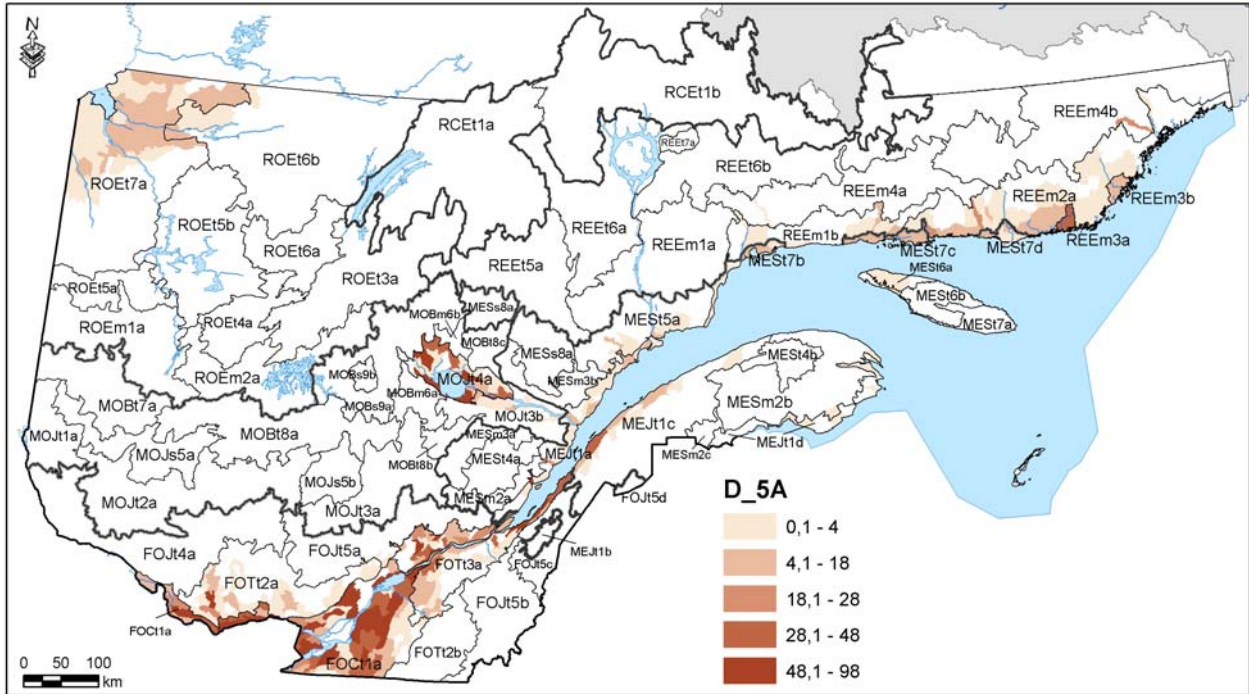 N
RCEt1b
RCEt1a
REEm4b
REEt7a
ROEt6b
REEt6b
ROEt7a
REEm4a
REEm2a
REEm3b
ROEt5b
ROEt6a
REEt6a
REEm1a
REEm1b
MESt7c
MESt7d
REEm3a
MESt7b
MESt6a
REEt5a
ROEt3a
ROEt5a
MESt6b
MESt7a
ROEt4a
ROEm1a
MOBm6b
MESs8a
MESt5a
MOBt8c
MESs8a
MESt4b
ROEm2a
MOBs9b
MOJt4a
MESm3b
MOBm6a
MESm2b
MOBt7a
MOBs9a
MOJt3b
MEJt1c
MOJt1a
MOBt8a
MESm3a
MEJt1a
MEJt1d
MOJs5a
MESt4a
MESm2c
MOBt8b
MOJs5b
MOJt2a
MOJt3a
MESm2a
FOJt5d
FOJt4a
FOJt5a
MEJt1b
FOTt3a
FOJt5c
FOTt2a
FOJt5b
FOCt1a
FOCt1a
FOTt2b
D_5A
0,1 - 4
4,1 - 18
18,1 - 28
28,1 - 48
48,1 - 98
0 50 100
km